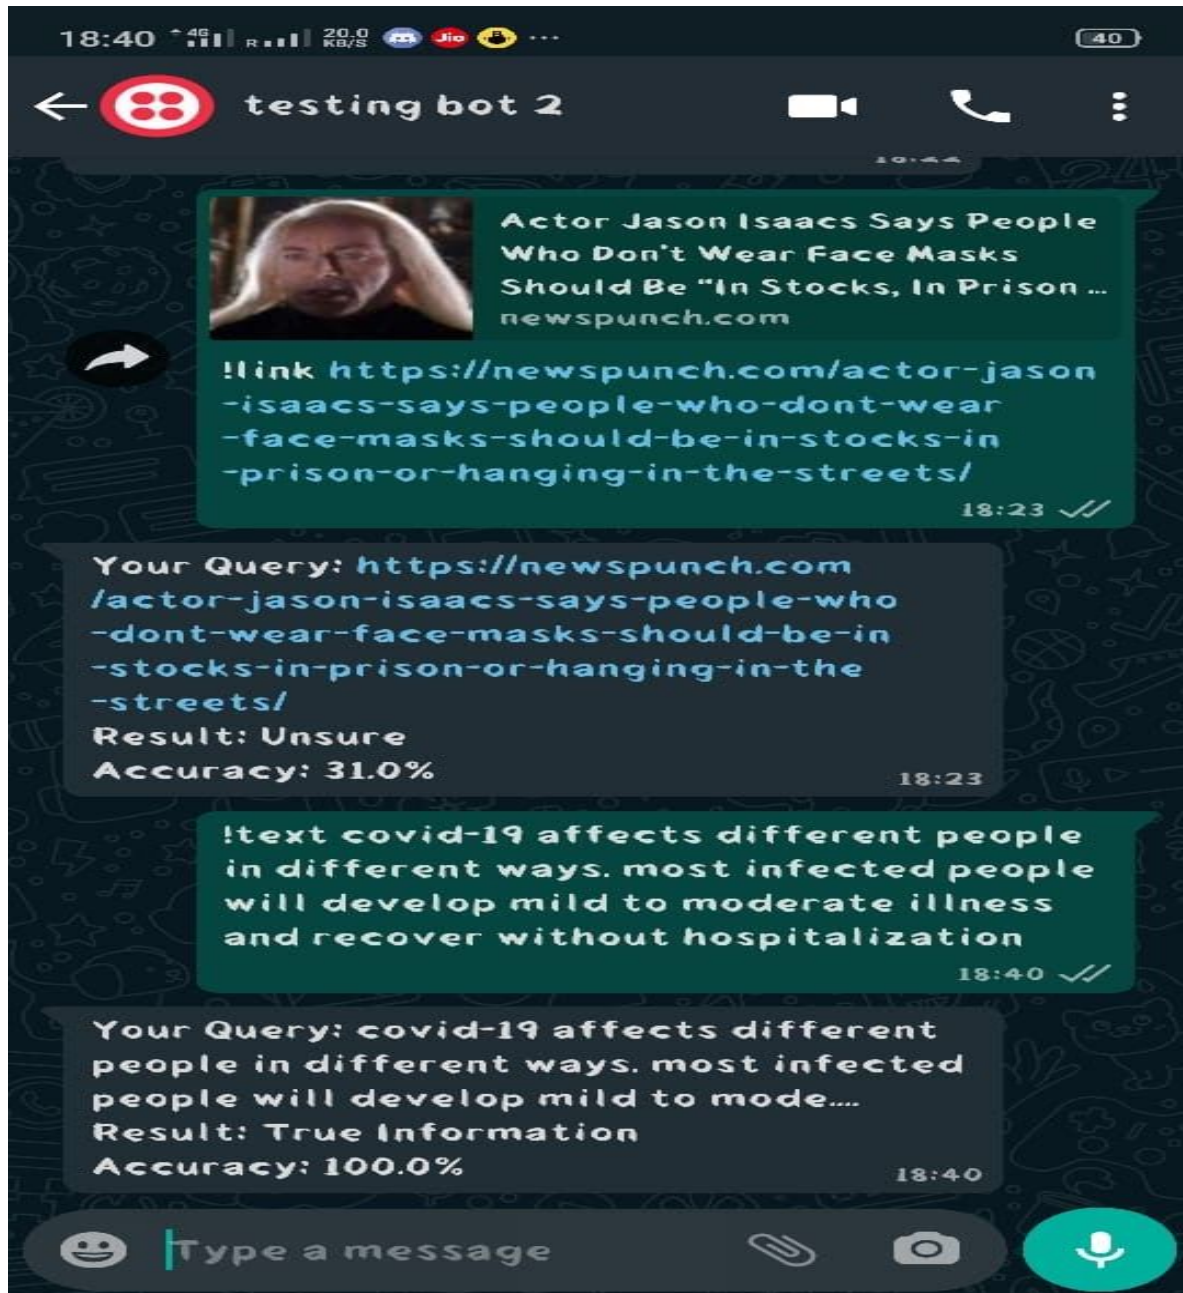 18:40 4G R 20.0 KB/S Jio ... 40
testing bot 2
18:22
Actor Jason Isaacs Says People
Who Don't Wear Face Masks
Should Be "In Stocks, In Prison ...
newspunch.com
!link https://newspunch.com/actor-jason
-isaacs-says-people-who-dont-wear
-face-masks-should-be-in-stocks-in
-prison-or-hanging-in-the-streets/
18:23
Your Query: https://newspunch.com
/actor-jason-isaacs-says-people-who
-dont-wear-face-masks-should-be-in
-stocks-in-prison-or-hanging-in-the
-streets/
Result: Unsure
Accuracy: 31.0%
18:23
!text covid-19 affects different people
in different ways. most infected people
will develop mild to moderate illness
and recover without hospitalization
18:40
Your Query: covid-19 affects different
people in different ways. most infected
people will develop mild to mode....
Result: True Information
Accuracy: 100.0%
18:40
Type a message